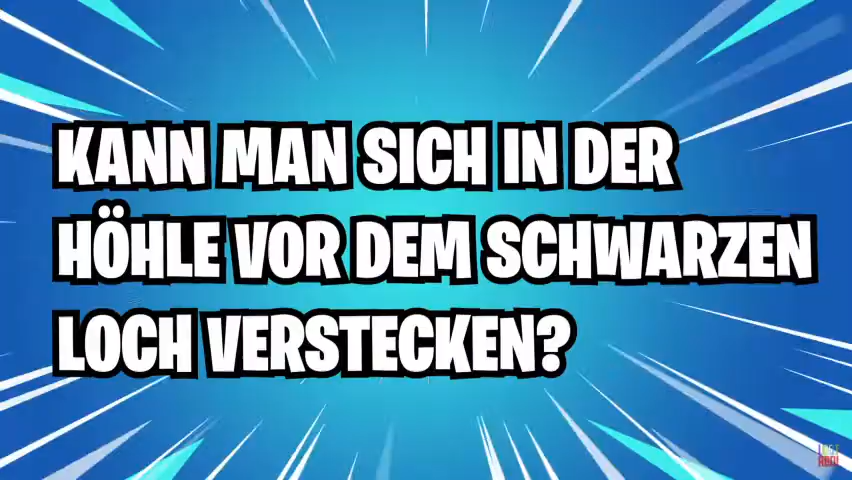 KANN MAN SICH IN DER
HÖHLE VOR DEM SCHWARZEN
LOCH VERSTECKEN?